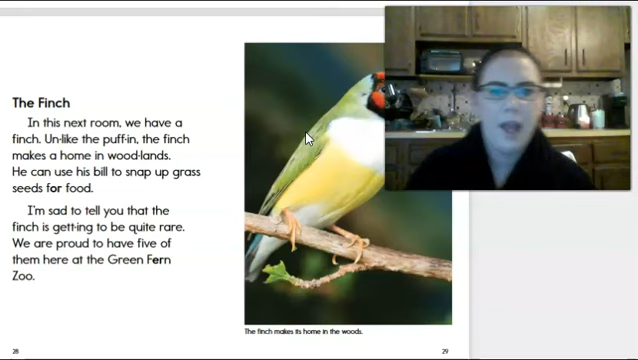 The Finch
In this next room, we have a
finch. Un-like the puff-in, the finch
makes a home in wood-lands.
He can use his bill to snap up grass
seeds for food.
I'm sad to tell you that the
finch is gett-ing to be quite rare.
We are proud to have five of
them here at the Green Fern
Zoo.
The finch makes its home in the woods.
28
29